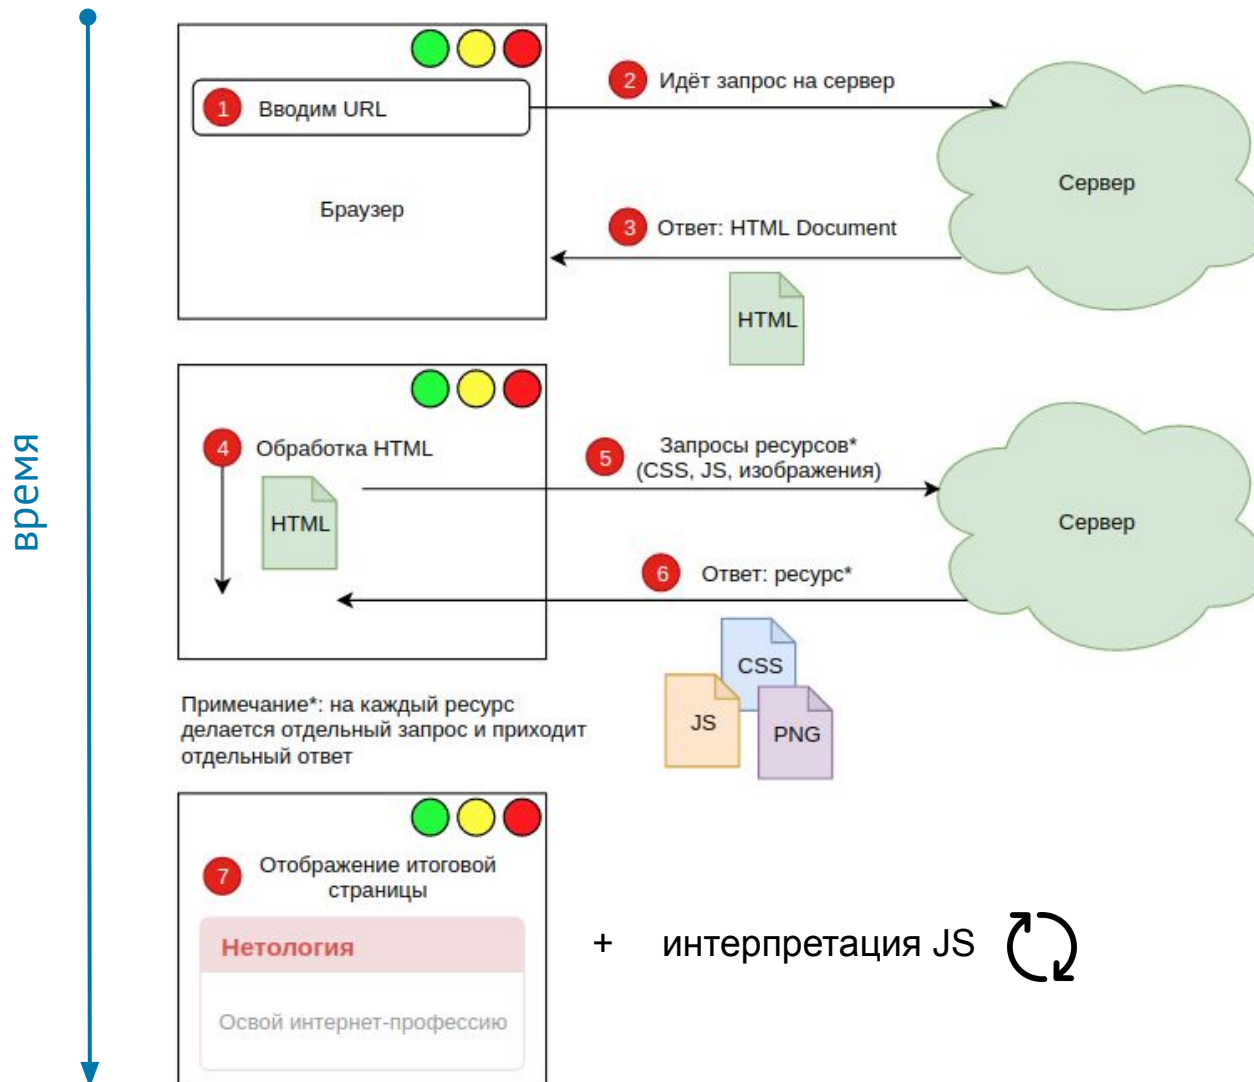 время
1 Вводим URL
2 Идёт запрос на сервер
Браузер
Сервер
3 Ответ: HTML Document
HTML
4 Обработка HTML
HTML
5 Запросы ресурсов*
(CSS, JS, изображения)
Сервер
6 Ответ: ресурс*
CSS
JS
PNG
Примечание*: на каждый ресурс
делается отдельный запрос и приходит
отдельный ответ
7 Отображение итоговой
страницы
Нетология
Освой интернет-профессию
+ интерпретация JS